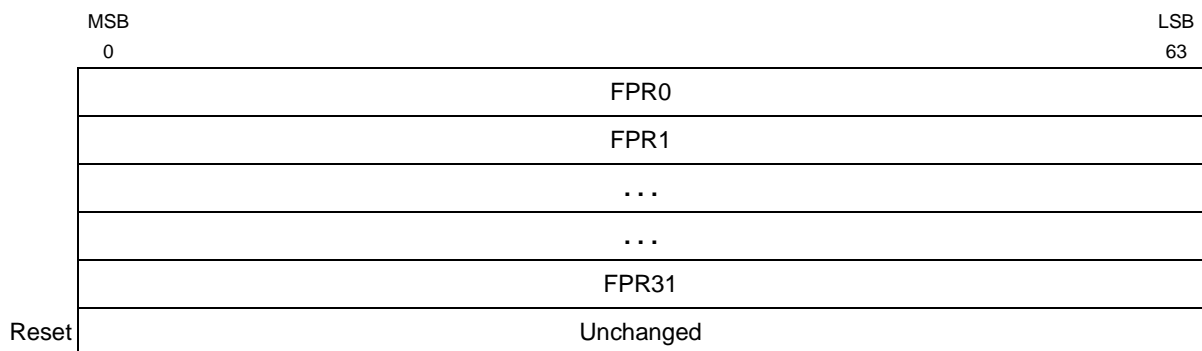 MSB LSB
0 63
FPR0
FPR1
...
...
FPR31
Reset Unchanged